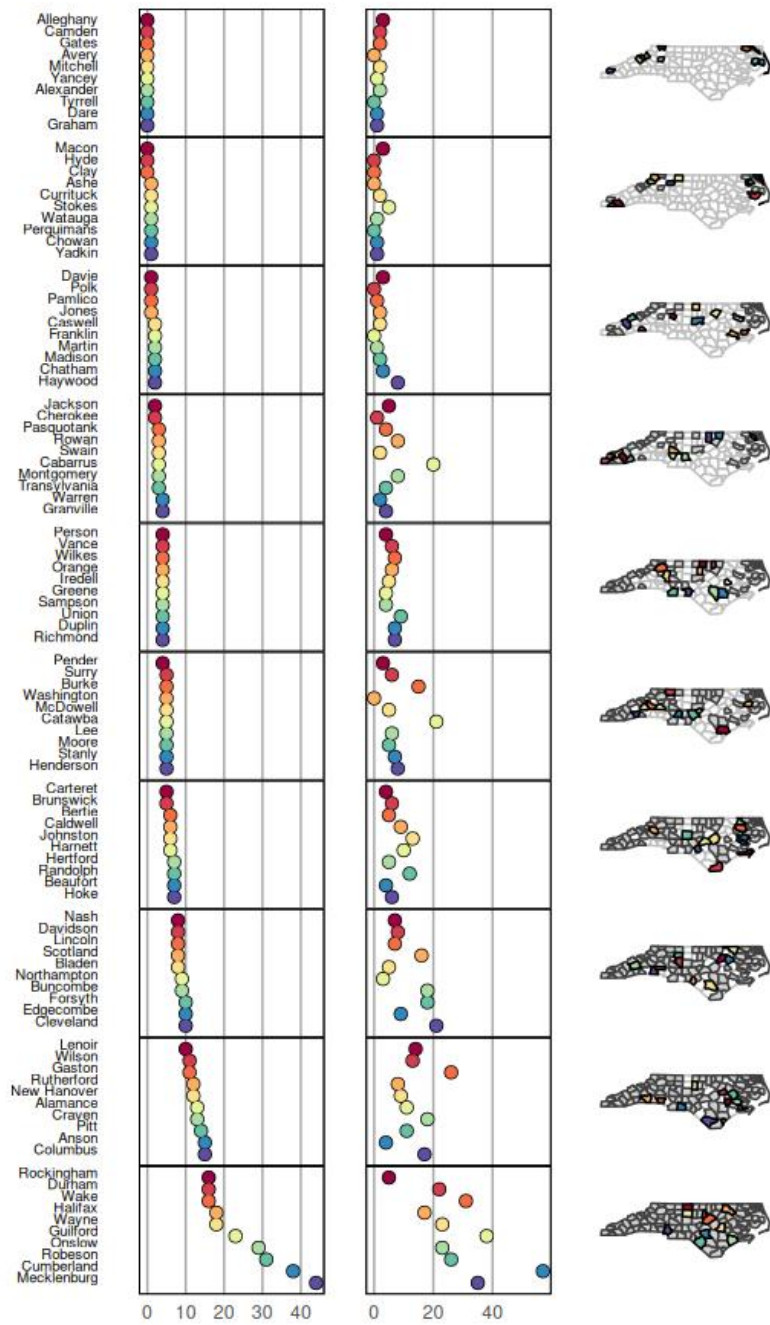 Alleghany
Camden
Gates
Avery
Mitchell
Yancey
Alexander
Tyrrell
Dare
Graham
Macon
Hyde
Clay
Ashe
Currituck
Stokes
Watauga
Perquimans
Chowan
Yadkin
Davie
Polk
Pamlico
Jones
Caswell
Franklin
Martin
Madison
Chatham
Haywood
Jackson
Cherokee
Pasquotank
Rowan
Swain
Cabarrus
Montgomery
Transylvania
Warren
Granville
Person
Vance
Wilkes
Orange
Iredell
Greene
Sampson
Union
Duplin
Richmond
Pender
Surry
Burke
Washington
McDowell
Catawba
Lee
Moore
Stanly
Henderson
Carteret
Brunswick
Bertie
Caldwell
Johnston
Harnett
Hertford
Randolph
Beaufort
Hoke
Nash
Davidson
Lincoln
Scotland
Bladen
Northampton
Buncombe
Forsyth
Edgecombe
Cleveland
Lenoir
Wilson
Gaston
Rutherford
New Hanover
Alamance
Craven
Pitt
Anson
Columbus
Rockingham
Durham
Wake
Halifax
Wayne
Guilford
Onslow
Robeson
Cumberland
Mecklenburg
0 10 20 30 40 0 20 40